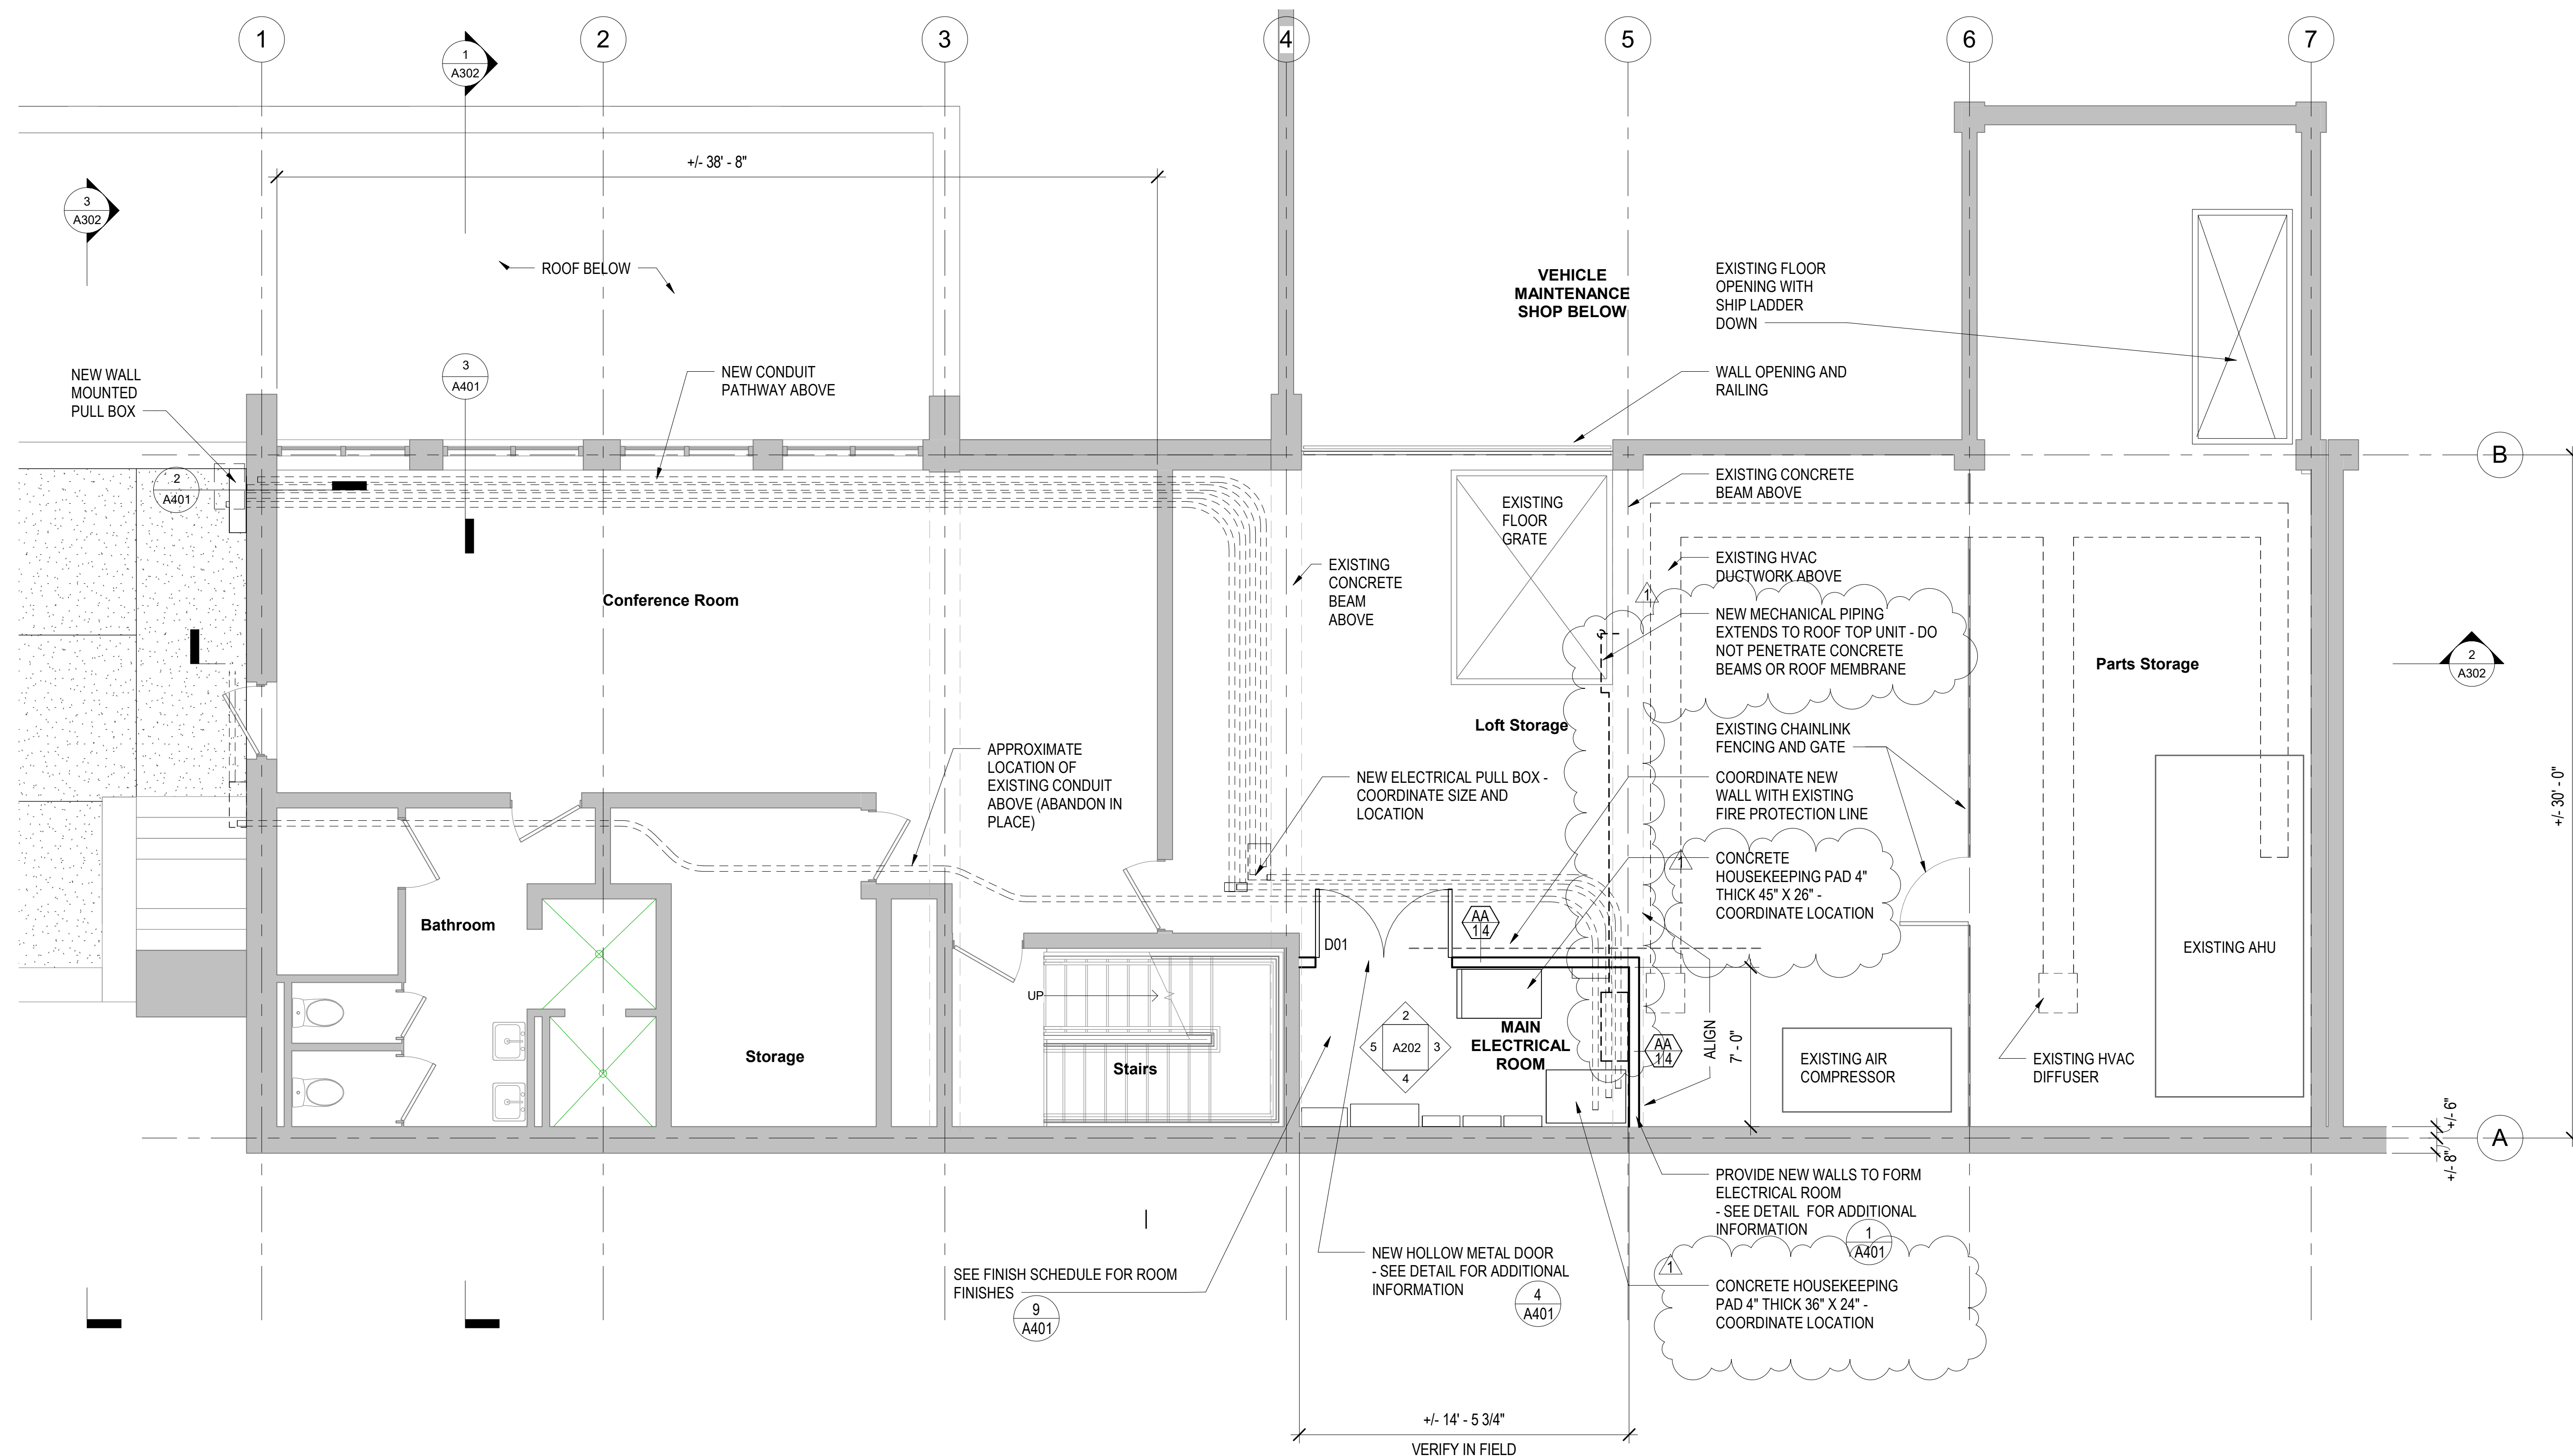 1
2
3
4
5
6
7
1
A302
+/- 38' - 8"
3
A302
ROOF BELOW
VEHICLE
MAINTENANCE
SHOP BELOW
EXISTING FLOOR
OPENING WITH
SHIP LADDER
DOWN
NEW WALL
MOUNTED
PULL BOX
3
A401
NEW CONDUIT
PATHWAY ABOVE
WALL OPENING AND
RAILING
B
2
A401
EXISTING
FLOOR
GRATE
EXISTING CONCRETE
BEAM ABOVE
EXISTING
CONCRETE
BEAM
ABOVE
EXISTING HVAC
DUCTWORK ABOVE
Conference Room
1
NEW MECHANICAL PIPING
EXTENDS TO ROOF TOP UNIT - DO
NOT PENETRATE CONCRETE
BEAMS OR ROOF MEMBRANE
Parts Storage
2
A302
Loft Storage
EXISTING CHAINLINK
FENCING AND GATE
APPROXIMATE
LOCATION OF
EXISTING CONDUIT
ABOVE (ABANDON IN
PLACE)
NEW ELECTRICAL PULL BOX -
COORDINATE SIZE AND
LOCATION
COORDINATE NEW
WALL WITH EXISTING
FIRE PROTECTION LINE
+/- 30' - 0"
1
CONCRETE
HOUSEKEEPING PAD 4"
THICK 45" X 26" -
COORDINATE LOCATION
Bathroom
AA
14
D01
EXISTING AHU
UP
MAIN
ELECTRICAL
ROOM
2
5
A202
3
4
AA
14
ALIGN
7' - 0"
Storage
Stairs
EXISTING AIR
COMPRESSOR
EXISTING HVAC
DIFFUSER
+/- 6"
A
+/- 8"
PROVIDE NEW WALLS TO FORM
ELECTRICAL ROOM
- SEE DETAIL FOR ADDITIONAL
INFORMATION
1
A401
NEW HOLLOW METAL DOOR
- SEE DETAIL FOR ADDITIONAL
INFORMATION
4
A401
SEE FINISH SCHEDULE FOR ROOM
FINISHES
9
A401
1
CONCRETE HOUSEKEEPING
PAD 4" THICK 36" X 24" -
COORDINATE LOCATION
+/- 14' - 5 3/4"
VERIFY IN FIELD